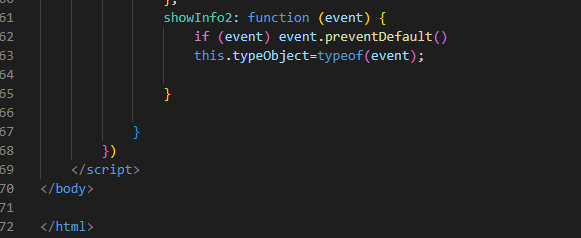 };
61 showInfo2: function (event) {
62 if (event) event.preventDefault()
63 this.typeObject=typeof(event);
64
65 }
66
67 }
68 })
69 </script>
70 </body>
71
72 </html>